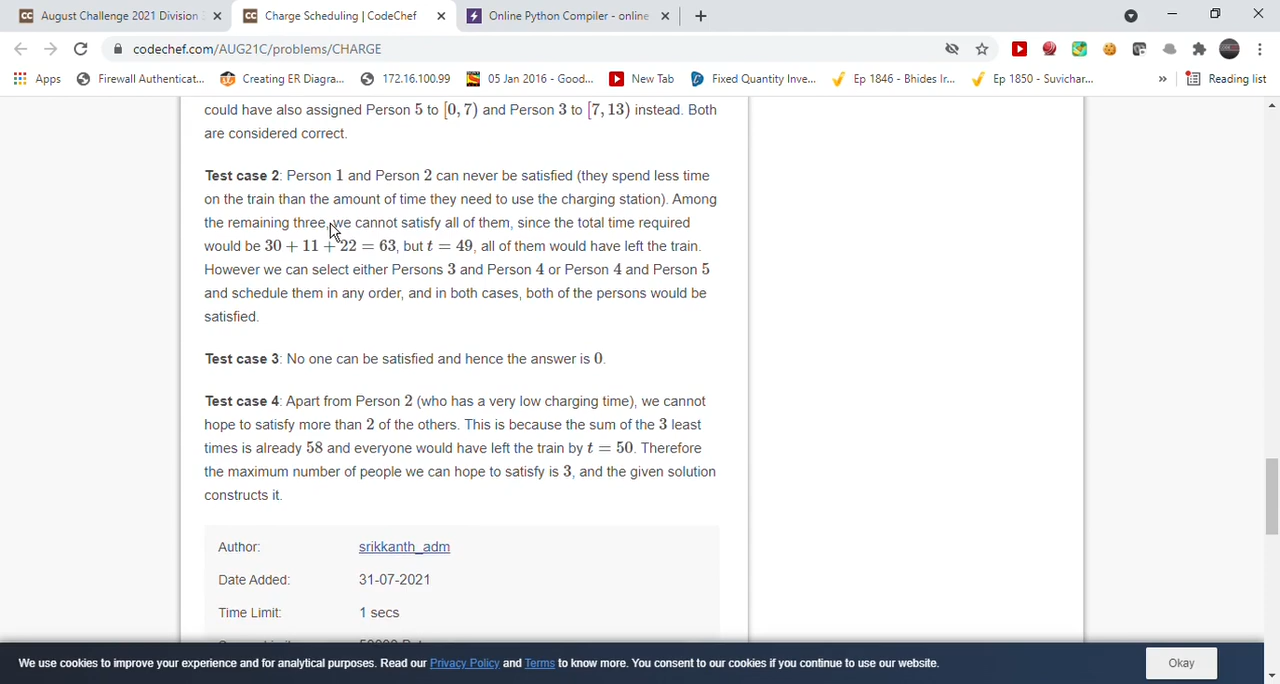 August Challenge 2021 Division
Charge Scheduling | CodeChef
Online Python Compiler - online
codechef.com/AUG21C/problems/CHARGE
Apps
Firewall Authenticat...
Creating ER Diagra...
172.16.100.99
05 Jan 2016 - Good...
New Tab
Fixed Quantity Inve...
Ep 1846 - Bhides Ir...
Ep 1850 - Suvichar...
»
Reading list
could have also assigned Person 5 to [0, 7) and Person 3 to [7, 13) instead. Both
are considered correct.
Test case 2: Person 1 and Person 2 can never be satisfied (they spend less time
on the train than the amount of time they need to use the charging station). Among
the remaining three, we cannot satisfy all of them, since the total time required
would be 30 + 11 + 22 = 63, but t = 49, all of them would have left the train.
However we can select either Persons 3 and Person 4 or Person 4 and Person 5
and schedule them in any order, and in both cases, both of the persons would be
satisfied.
Test case 3: No one can be satisfied and hence the answer is 0.
Test case 4: Apart from Person 2 (who has a very low charging time), we cannot
hope to satisfy more than 2 of the others. This is because the sum of the 3 least
times is already 58 and everyone would have left the train by t = 50. Therefore
the maximum number of people we can hope to satisfy is 3, and the given solution
constructs it.
Author: srikkanth_adm
Date Added: 31-07-2021
Time Limit: 1 secs
We use cookies to improve your experience and for analytical purposes. Read our Privacy Policy and Terms to know more. You consent to our cookies if you continue to use our website.
Okay